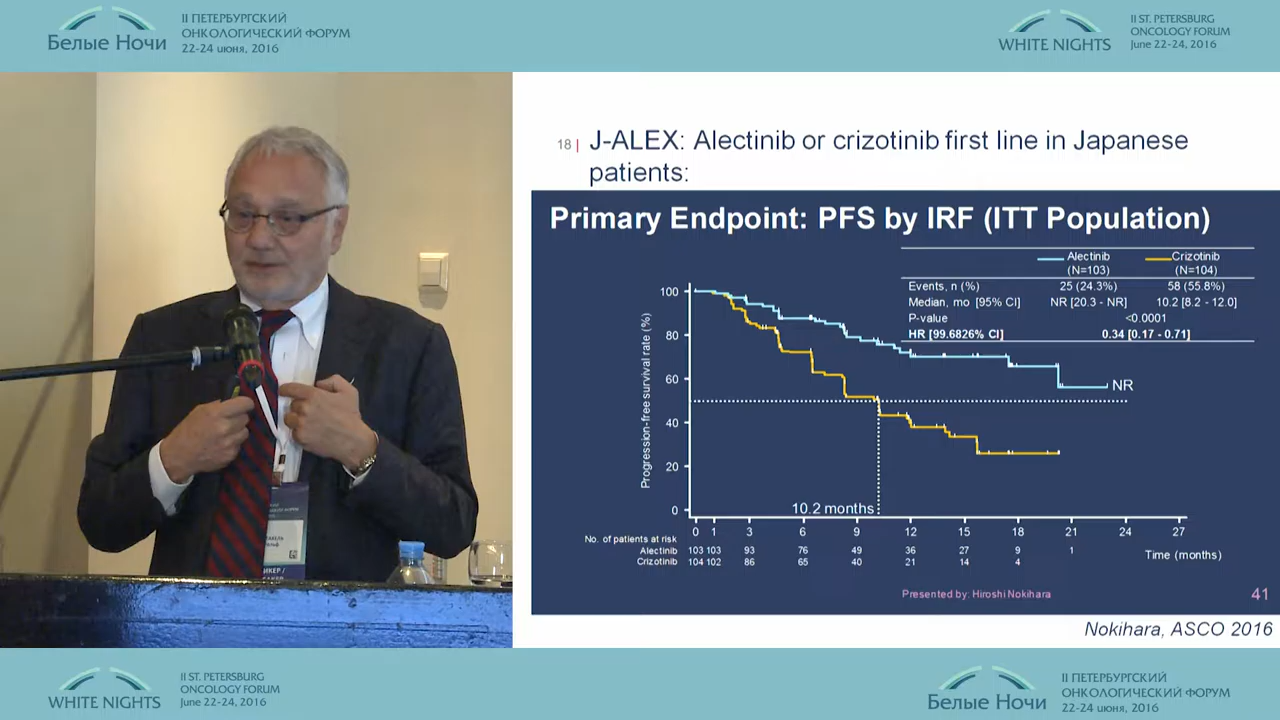 II ПЕТЕРБУРГСКИЙ
ОНКОЛОГИЧЕСКИЙ ФОРУМ
Белые Ночи
22-24 июня, 2016
II ST. PETERSBURG
ONCOLOGY FORUM
WHITE NIGHTS
June 22-24, 2016
18 | J-ALEX: Alectinib or crizotinib first line in Japanese
patients:
Primary Endpoint: PFS by IRF (ITT Population)
Alectinib Crizotinib
(N=103) (N=104)
Events, n (%) 25 (24.3%) 58 (55.8%)
Median, mo [95% CI] NR [20.3 - NR] 10.2 [8.2 - 12.0]
P-value <0.0001
HR [99.6826% CI] 0.34 [0.17 - 0.71]
Progression-free survival rate (%)
100
80
60
40
20
0
NR
10.2 months
0 1 3 6 9 12 15 18 21 24 27
No. of patients at risk
Alectinib 103 103 93 76 49 36 27 9 1
Crizotinib 104 102 86 65 40 21 14 4
Time (months)
Presented by: Hiroshi Nokihara
41
Nokihara, ASCO 2016
II ST. PETERSBURG
ONCOLOGY FORUM
WHITE NIGHTS
June 22-24, 2016
II ПЕТЕРБУРГСКИЙ
ОНКОЛОГИЧЕСКИЙ ФОРУМ
Белые Ночи
22-24 июня, 2016